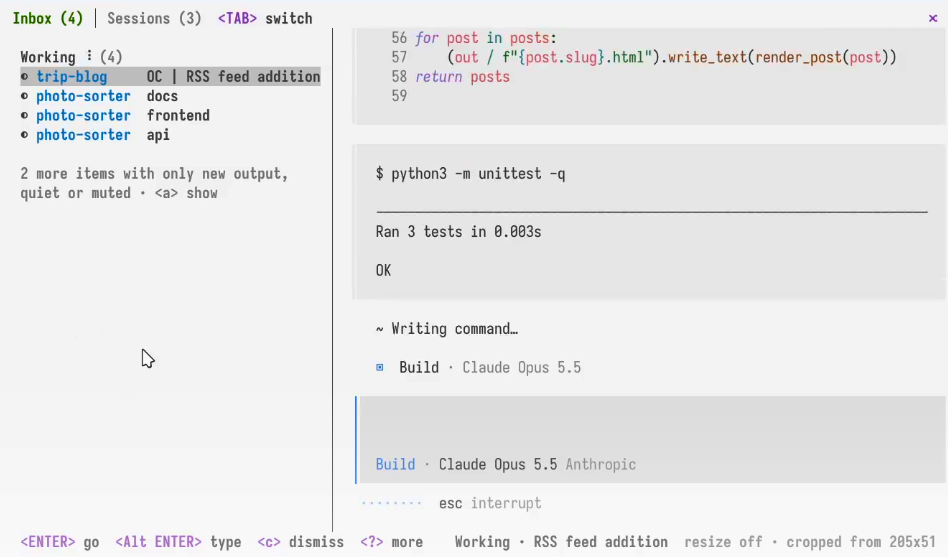 Inbox (4) │ Sessions (3) <TAB> switch ×
Working ⠸ (4)
◐ trip-blog OC | RSS feed addition
◐ photo-sorter docs
◐ photo-sorter frontend
◐ photo-sorter api
2 more items with only new output,
quiet or muted · <a> show
56 for post in posts:
57 (out / f"{post.slug}.html").write_text(render_post(post))
58 return posts
59
$ python3 -m unittest -q
Ran 3 tests in 0.003s
OK
~ Writing command…
▣ Build · Claude Opus 5.5
Build · Claude Opus 5.5 Anthropic
esc interrupt
<ENTER> go <Alt ENTER> type <c> dismiss <?> more Working · RSS feed addition resize off · cropped from 205x51